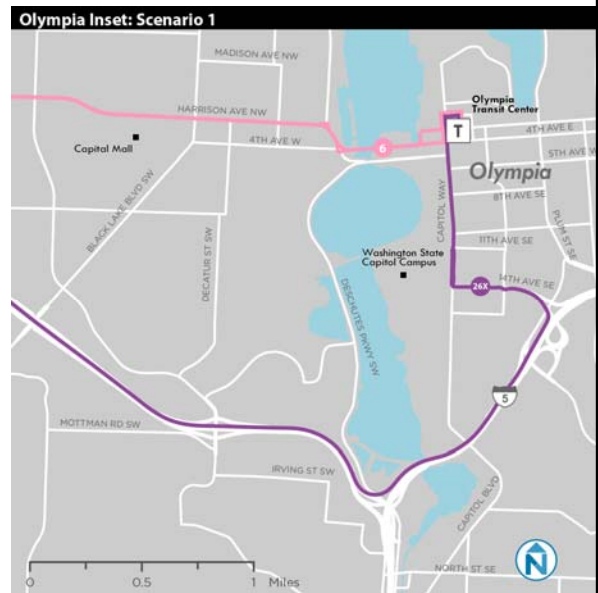 Olympia Inset: Scenario 1
MADISON AVE NW
Olympia
Transit Center
HARRISON AVE NW
T
4TH AVE E
4TH AVE W
6
Capital Mall
5TH AVE W
Olympia
8TH AVE SE
BLACK LAKE BLVD SW
CAPITOL WAY
PLUM ST SE
DECATUR ST SW
11TH AVE SE
Washington State
Capitol Campus
14TH AVE SE
26X
DESCHUTES PKWY SW
5
MOTTMAN RD SW
IRVING ST SW
CAPITOL BLVD
N
NORTH ST SE
0 0.5 1 Miles